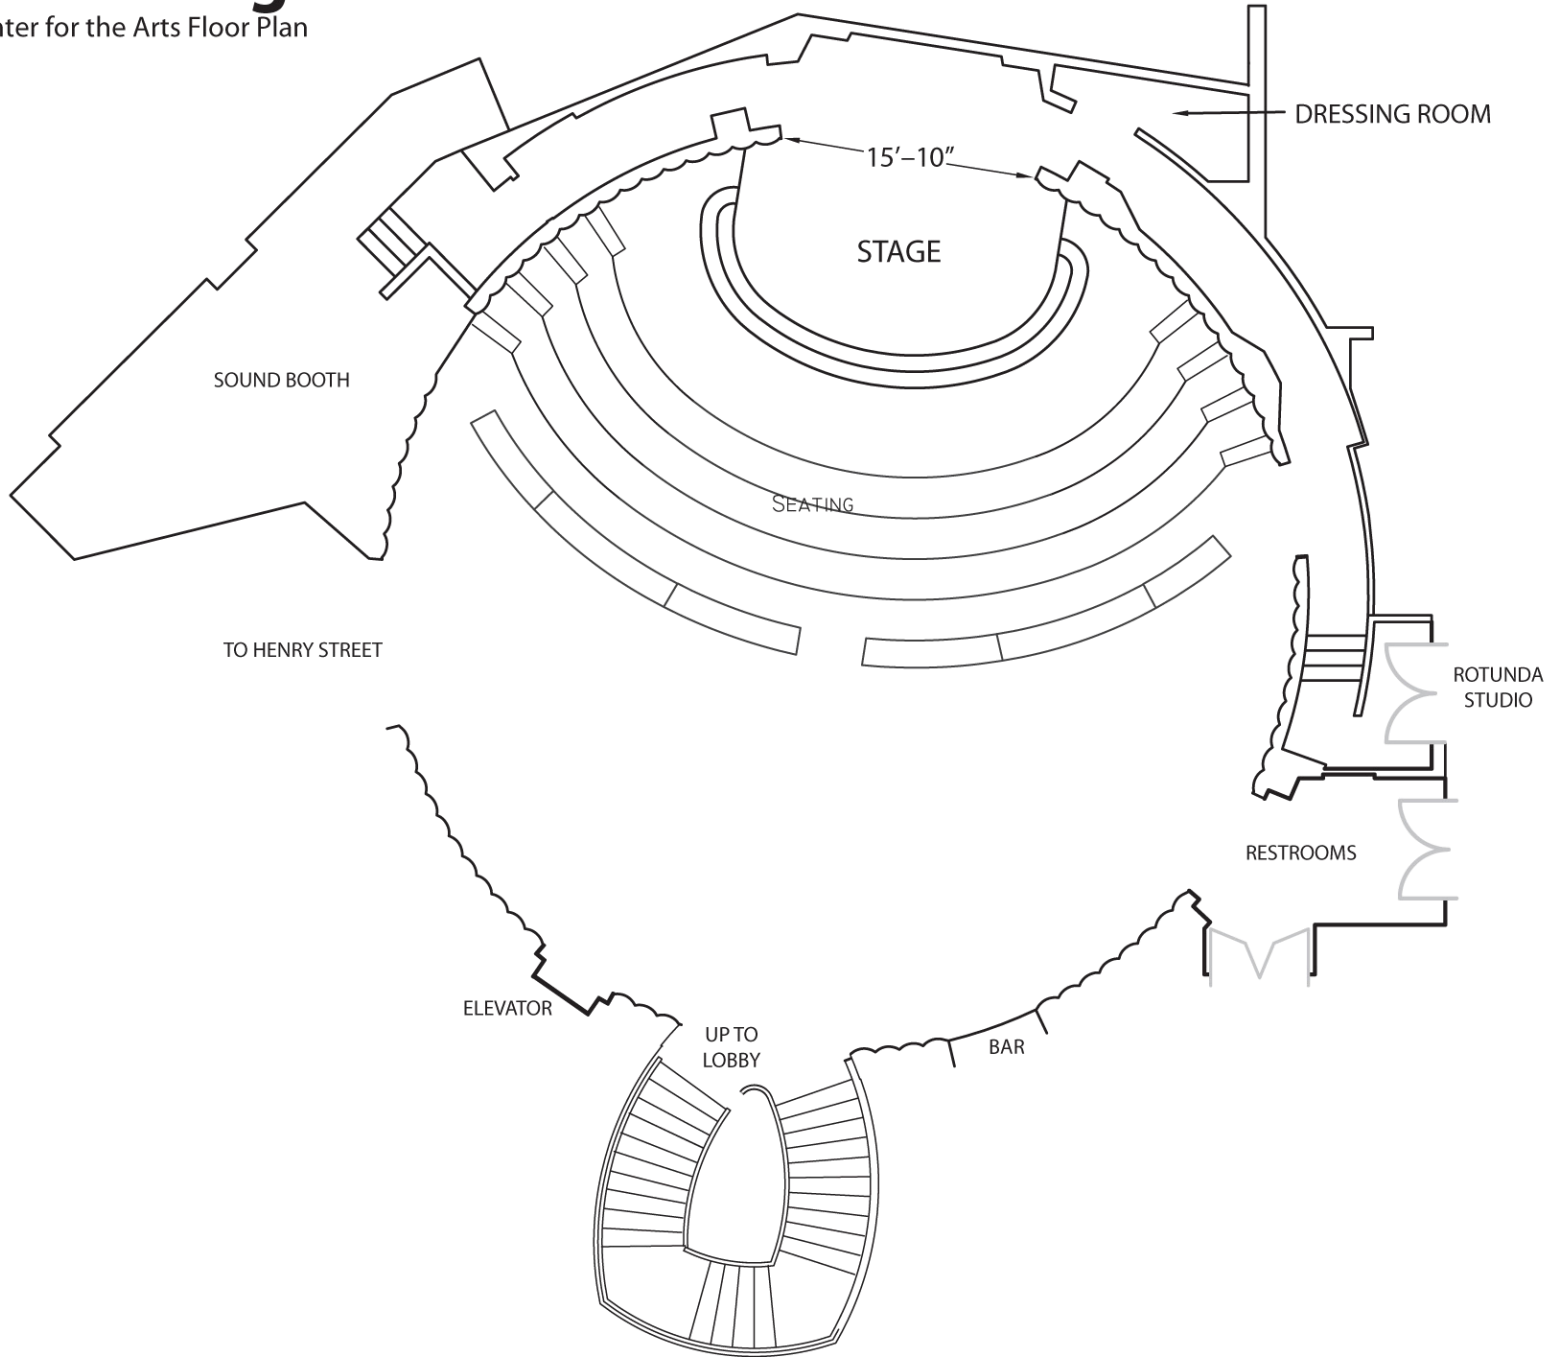 Center for the Arts Floor Plan
DRESSING ROOM
15’–10”
STAGE
SOUND BOOTH
SEATING
TO HENRY STREET
ROTUNDA
STUDIO
RESTROOMS
ELEVATOR
UP TO
LOBBY
BAR